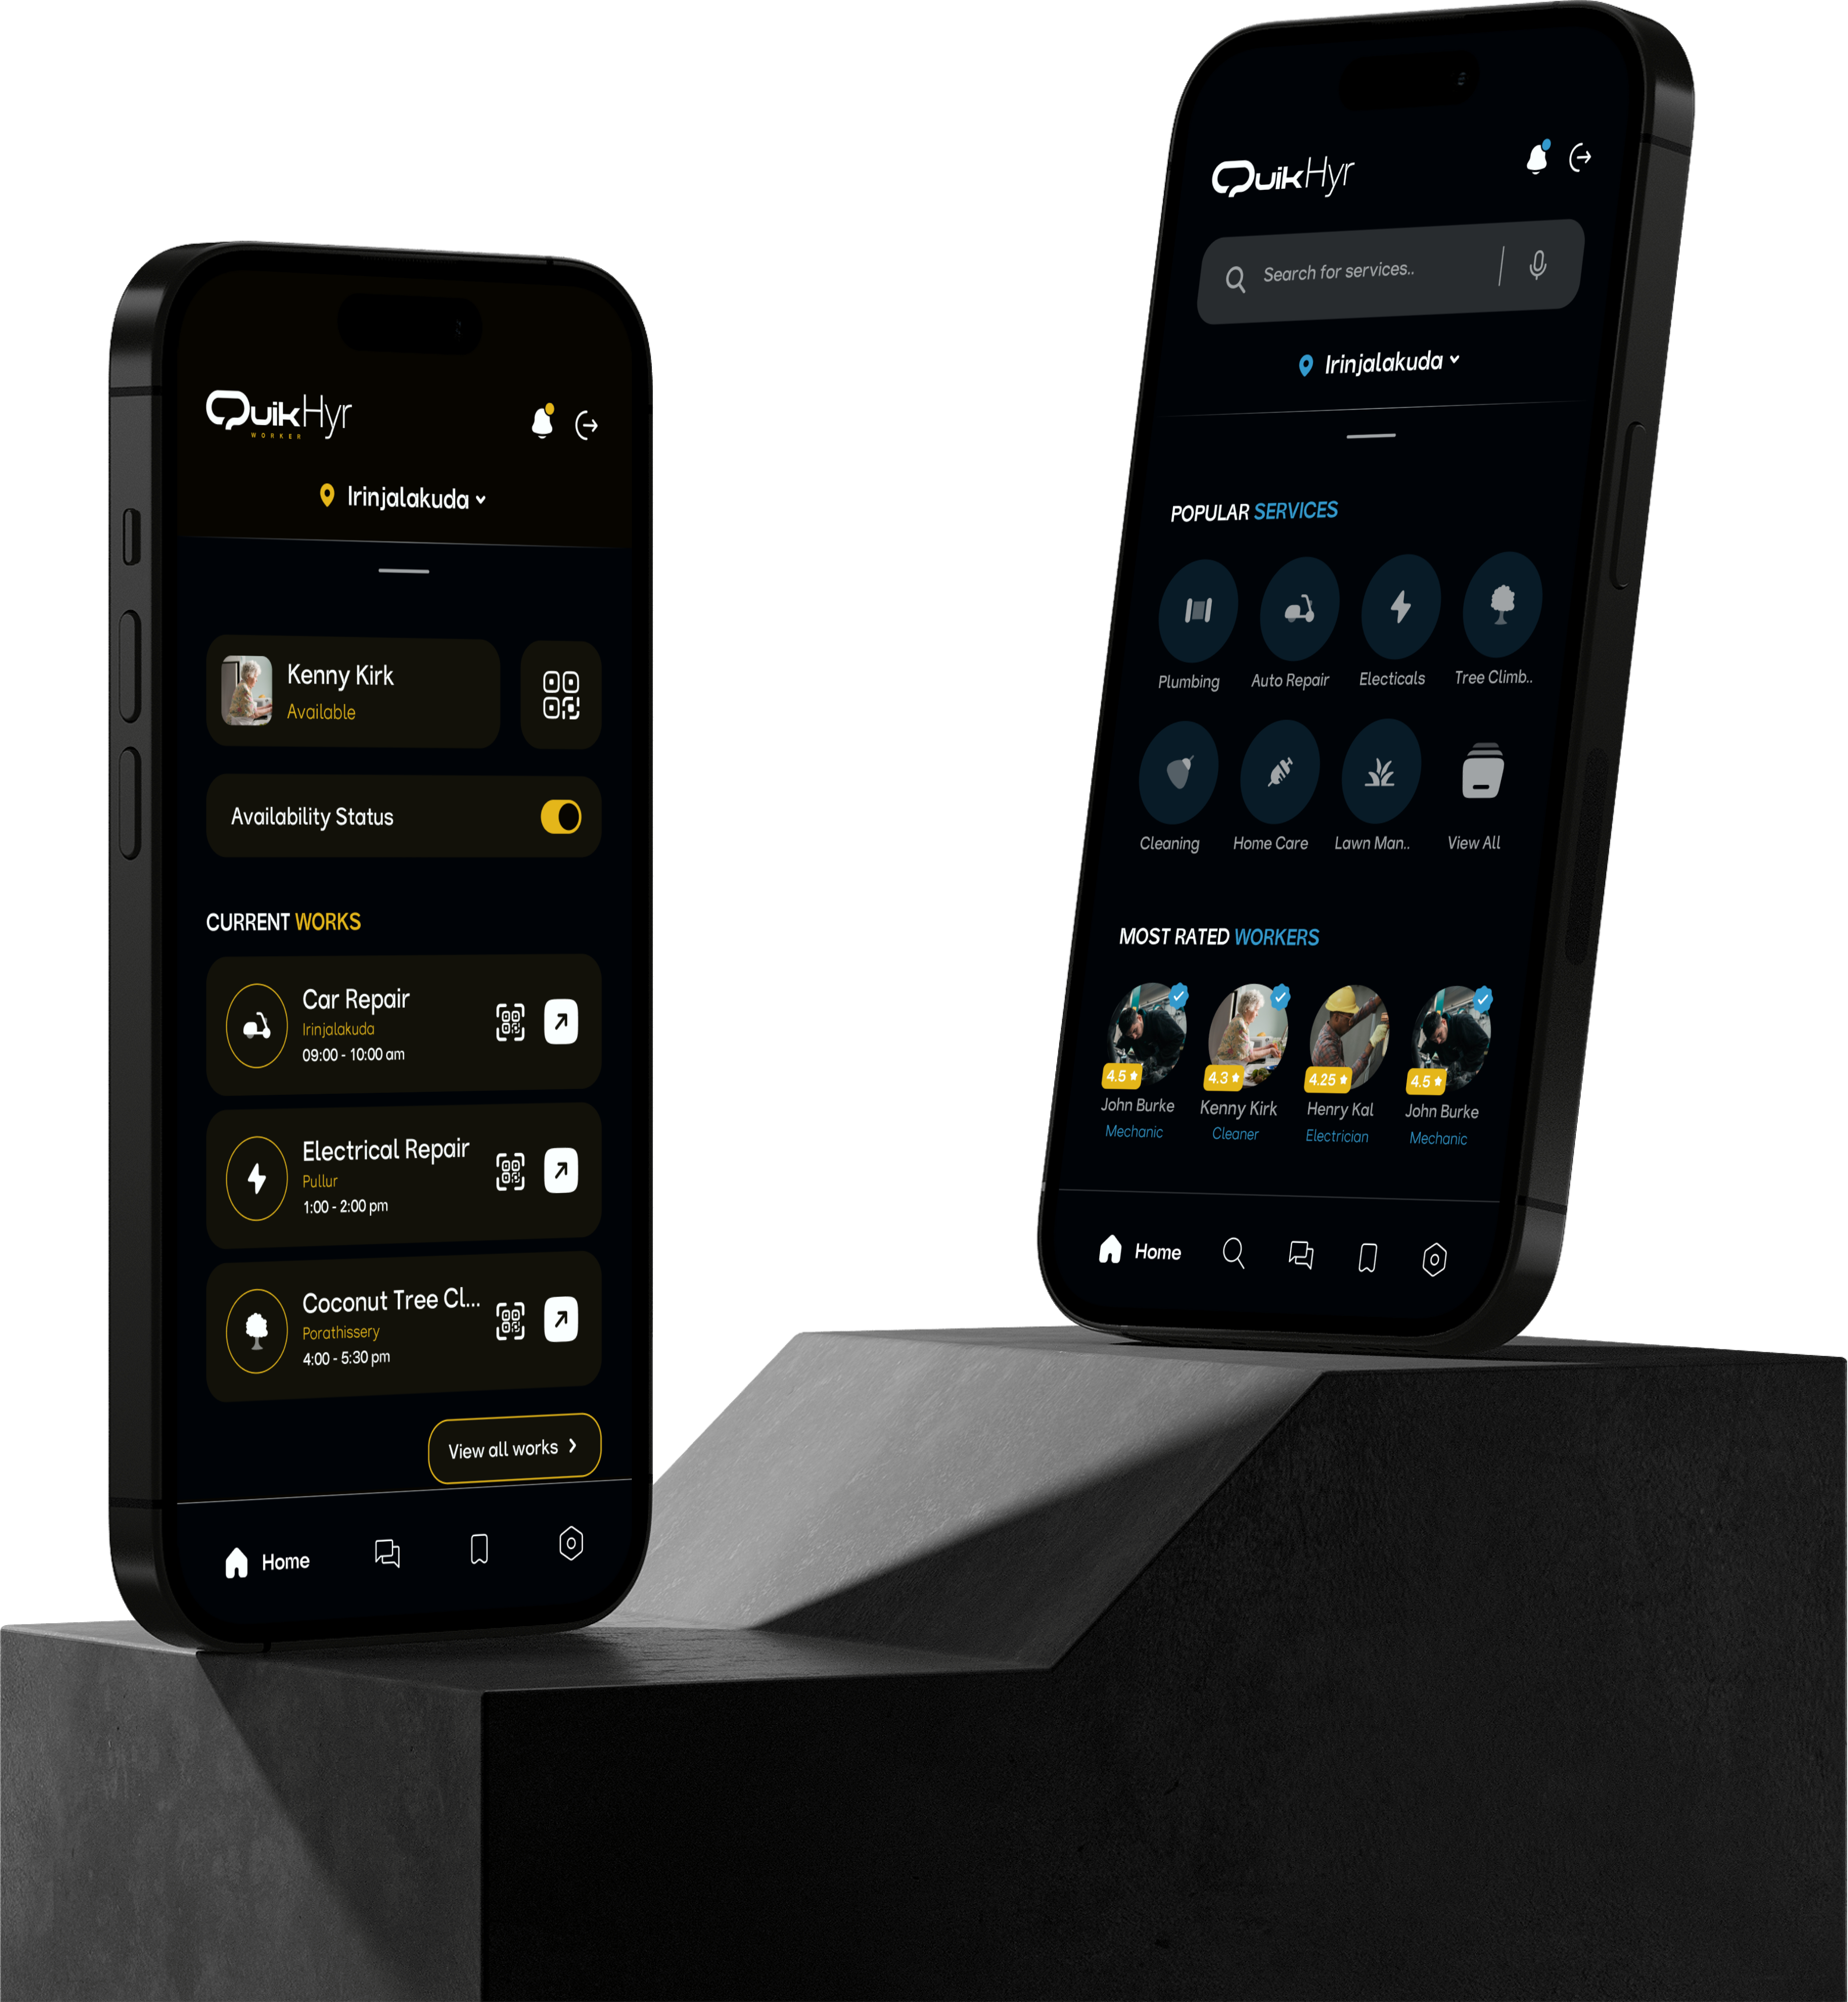 QuikHyr
WORKER
Irinjalakuda
Kenny Kirk
Available
Availability Status
CURRENT WORKS
Car Repair
Irinjalakuda
09:00 - 10:00 am
Electrical Repair
Pullur
1:00 - 2:00 pm
Coconut Tree Cl...
Porathissery
4:00 - 5:30 pm
View all works
Home
QuikHyr
Search for services..
Irinjalakuda
POPULAR SERVICES
Plumbing Auto Repair Electicals Tree Climb..
Cleaning Home Care Lawn Man.. View All
MOST RATED WORKERS
4.5 4.3 4.25 4.5
John Burke Kenny Kirk Henry Kal John Burke
Mechanic Cleaner Electrician Mechanic
Home